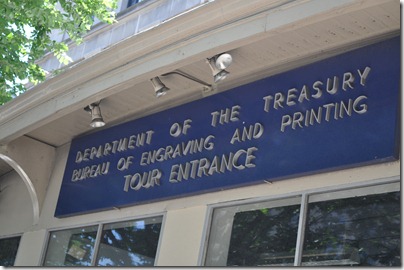 DEPARTMENT OF THE TREASURY
BUREAU OF ENGRAVING AND PRINTING
TOUR ENTRANCE